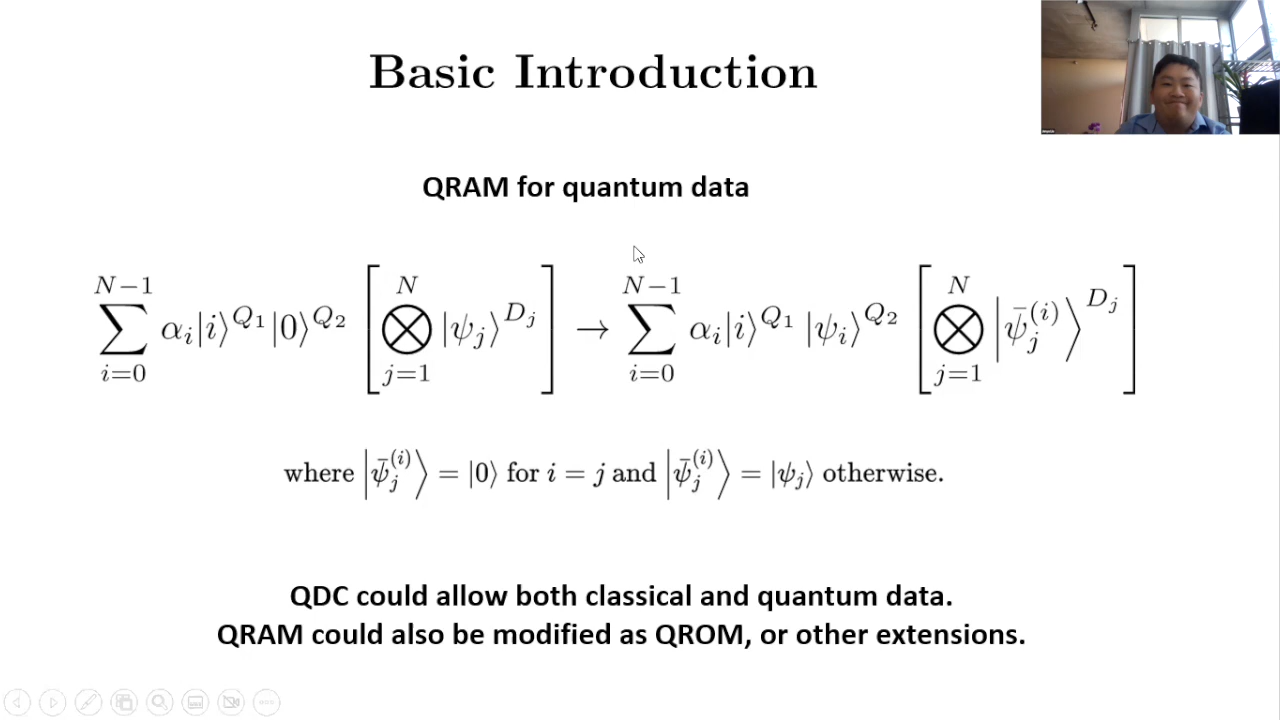 Basic Introduction
QRAM for quantum data
$\sum_{i=0}^{N-1} \alpha_i |i\rangle^{Q_1} |0\rangle^{Q_2} \left[ \bigotimes_{j=1}^{N} |\psi_j\rangle^{D_j} \right] \to \sum_{i=0}^{N-1} \alpha_i |i\rangle^{Q_1} |\psi_i\rangle^{Q_2} \left[ \bigotimes_{j=1}^{N} \left| \bar{\psi}_j^{(i)} \right\rangle^{D_j} \right]$
where $\left| \bar{\psi}_j^{(i)} \right\rangle = |0\rangle$ for $i = j$ and $\left| \bar{\psi}_j^{(i)} \right\rangle = |\psi_j\rangle$ otherwise.
QDC could allow both classical and quantum data.
QRAM could also be modified as QROM, or other extensions.